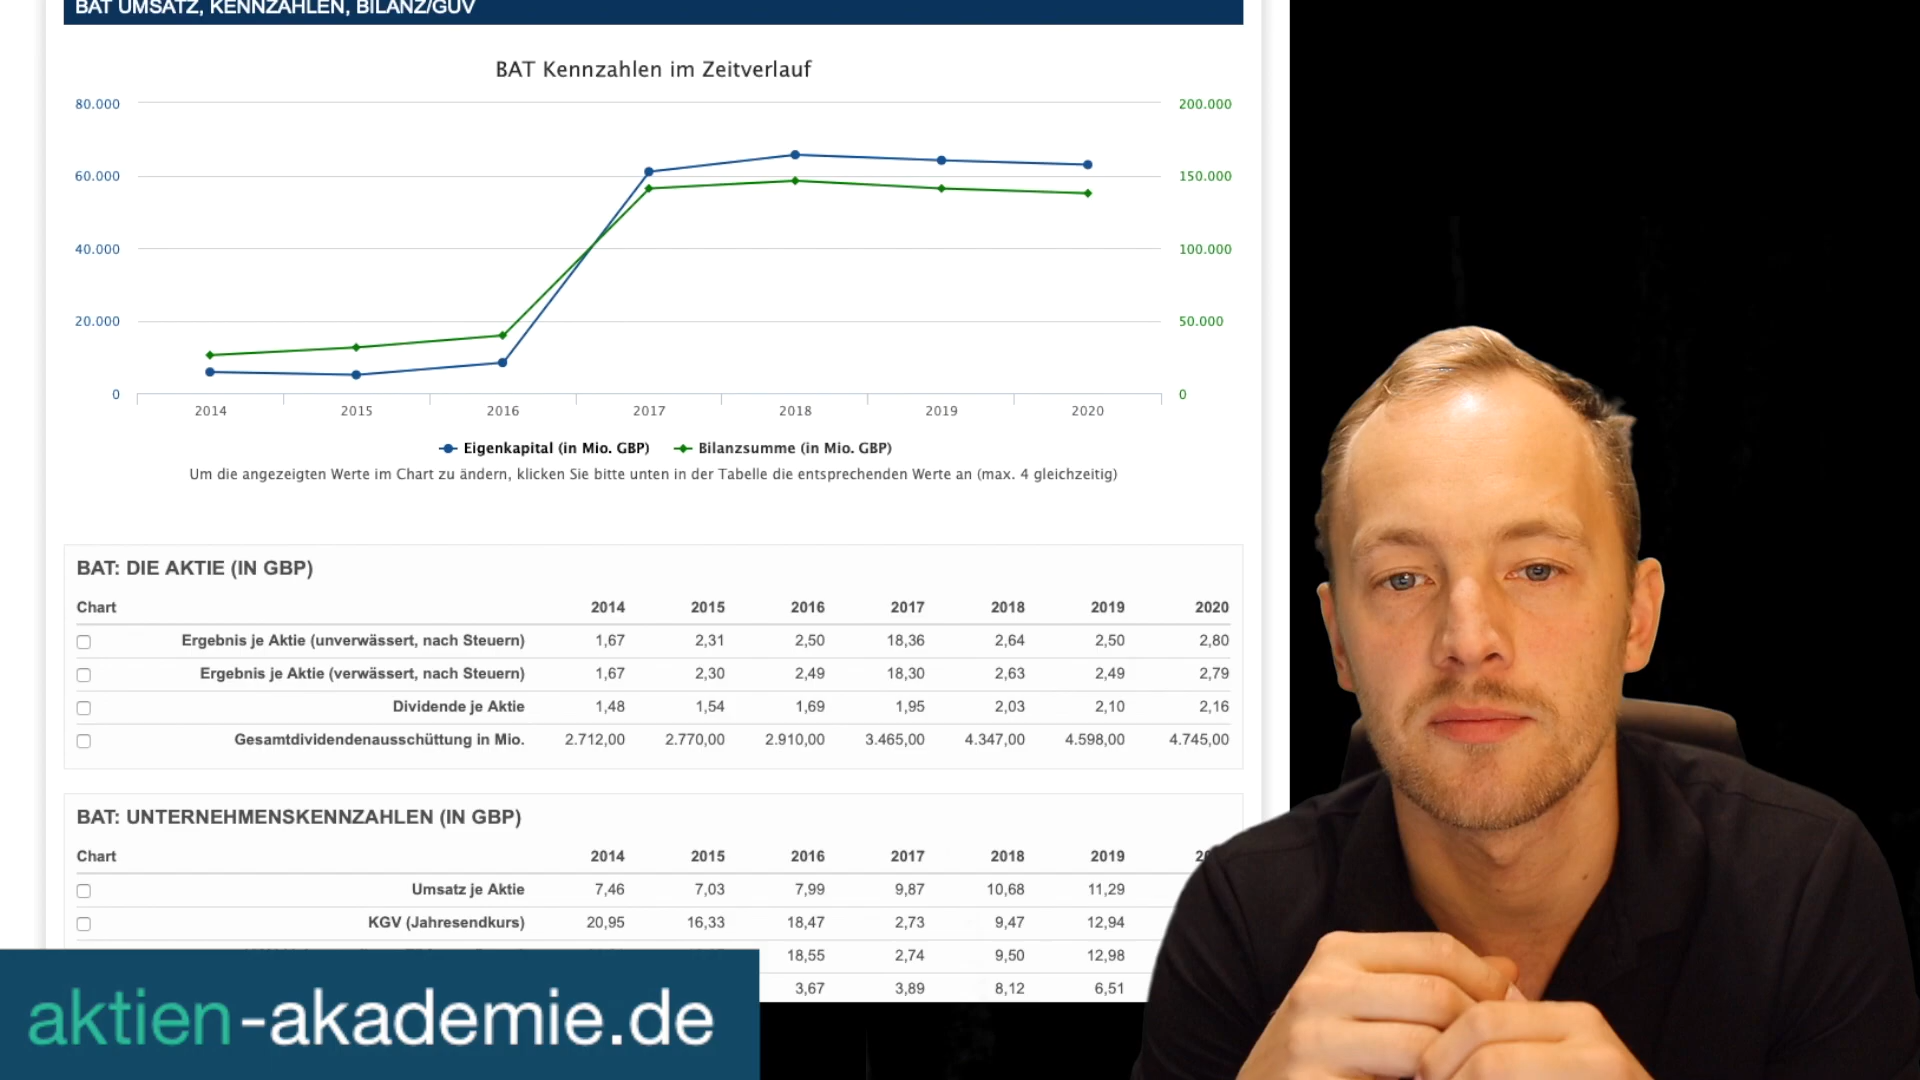 BAT UMSATZ, KENNZAHLEN, BILANZ/GUV
BAT Kennzahlen im Zeitverlauf
80.000 200.000
60.000 150.000
40.000 100.000
20.000 50.000
0 0
2014 2015 2016 2017 2018 2019 2020
Eigenkapital (in Mio. GBP) Bilanzsumme (in Mio. GBP)
Um die angezeigten Werte im Chart zu ändern, klicken Sie bitte unten in der Tabelle die entsprechenden Werte an (max. 4 gleichzeitig)
BAT: DIE AKTIE (IN GBP)
Chart 2014 2015 2016 2017 2018 2019 2020
Ergebnis je Aktie (unverwässert, nach Steuern) 1,67 2,31 2,50 18,36 2,64 2,50 2,80
Ergebnis je Aktie (verwässert, nach Steuern) 1,67 2,30 2,49 18,30 2,63 2,49 2,79
Dividende je Aktie 1,48 1,54 1,69 1,95 2,03 2,10 2,16
Gesamtdividendenausschüttung in Mio. 2.712,00 2.770,00 2.910,00 3.465,00 4.347,00 4.598,00 4.745,00
BAT: UNTERNEHMENSKENNZAHLEN (IN GBP)
Chart 2014 2015 2016 2017 2018 2019
Umsatz je Aktie 7,46 7,03 7,99 9,87 10,68 11,29
KGV (Jahresendkurs) 20,95 16,33 18,47 2,73 9,47 12,94
18,55 2,74 9,50 12,98
3,67 3,89 8,12 6,51
aktien-akademie.de